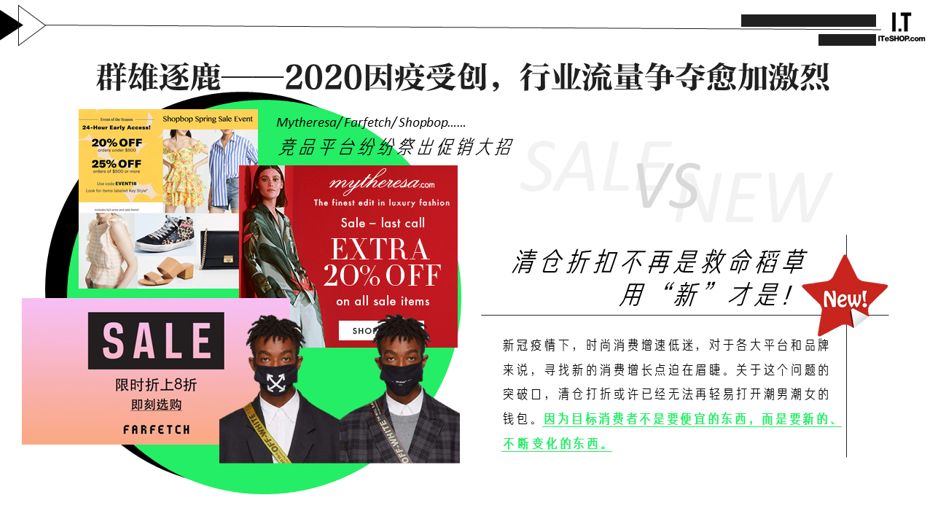 I.T
ITeSHOP.com
群雄逐鹿——2020因疫受创，行业流量争夺愈加激烈
Mytheresa/ Farfetch/ Shopbop......
竞品平台纷纷祭出促销大招
Event of the Season
24-Hour Early Access!
20% OFF
orders under $500
25% OFF
orders of $500 or more
Use code EVENT18
Look for items labeled Key Style*
Shopbop Spring Sale Event
mytheresa.com
The finest edit in luxury fashion
Sale – last call
EXTRA
20% OFF
on all sale items
SHOP
SALE
限时折上8折
即刻选购
FARFETCH
OFF-WHITE
OFF-WHITE
SALE
VS
NEW
清仓折扣不再是救命稻草
用“新”才是！
New!
新冠疫情下，时尚消费增速低迷，对于各大平台和品牌
来说，寻找新的消费增长点迫在眉睫。关于这个问题的
突破口，清仓打折或许已经无法再轻易打开潮男潮女的
钱包。因为目标消费者不是要便宜的东西，而是要新的、
不断变化的东西。